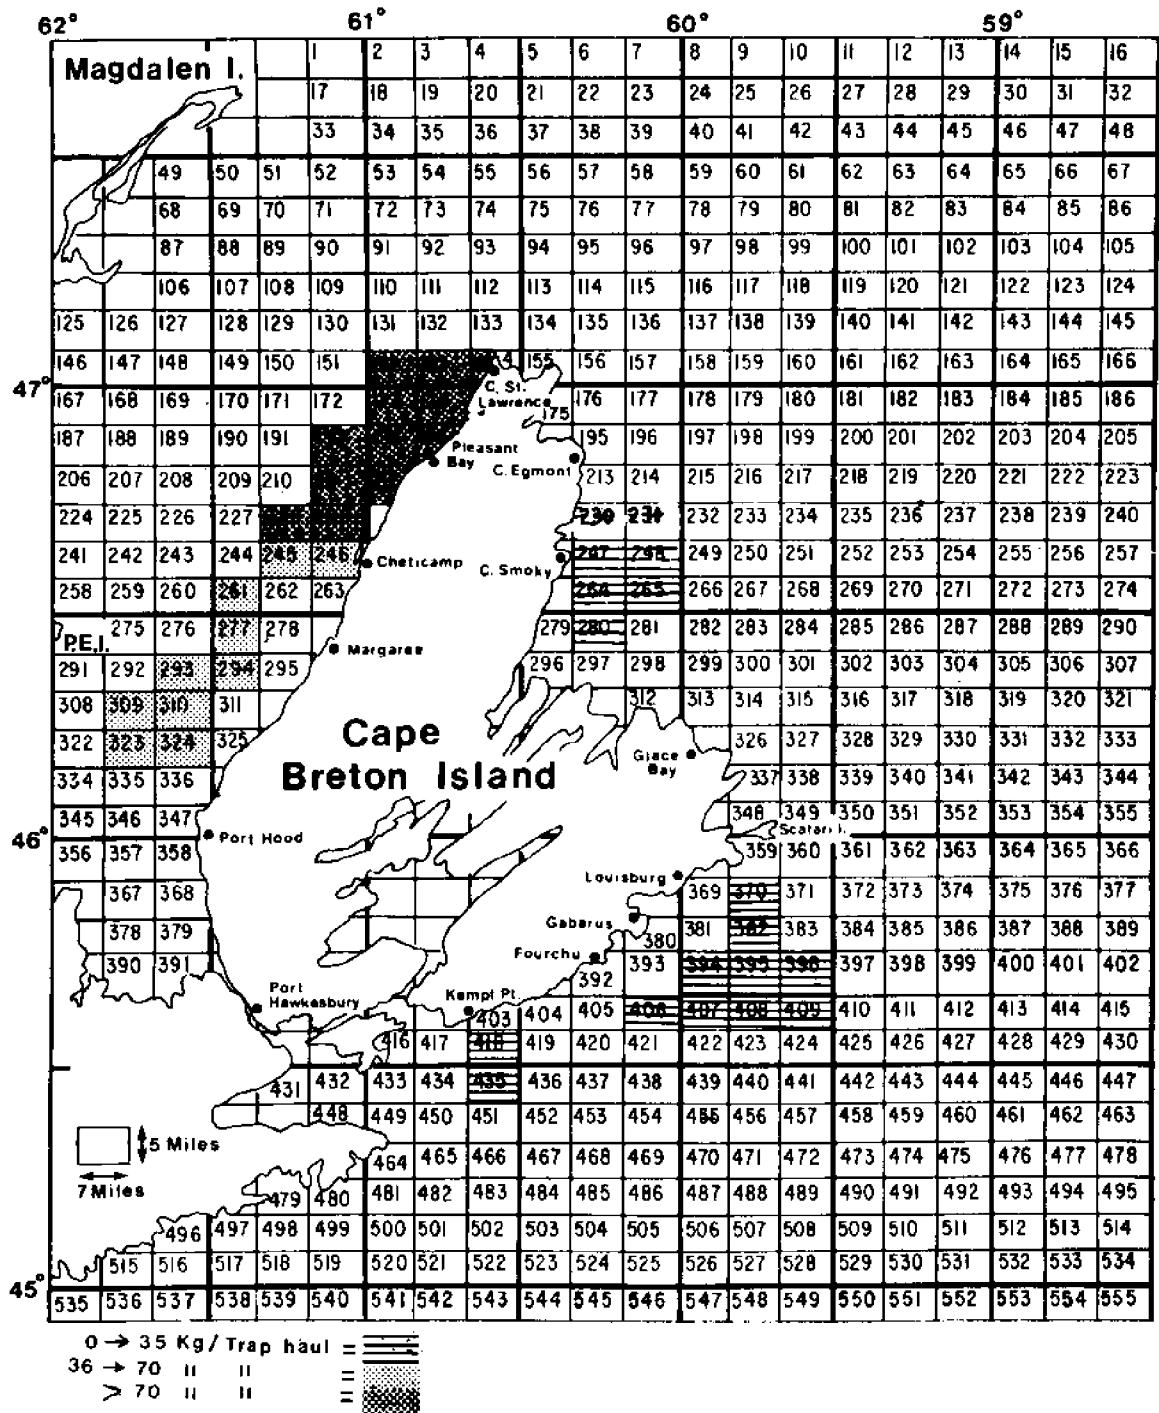 62° 61° 60° 59°
1 2 3 4 5 6 7 8 9 10 11 12 13 14 15 16
Magdalen I.
17 18 19 20 21 22 23 24 25 26 27 28 29 30 31 32
33 34 35 36 37 38 39 40 41 42 43 44 45 46 47 48
49 50 51 52 53 54 55 56 57 58 59 60 61 62 63 64 65 66 67
68 69 70 71 72 73 74 75 76 77 78 79 80 81 82 83 84 85 86
87 88 89 90 91 92 93 94 95 96 97 98 99 100 101 102 103 104 105
106 107 108 109 110 111 112 113 114 115 116 117 118 119 120 121 122 123 124
125 126 127 128 129 130 131 132 133 134 135 136 137 138 139 140 141 142 143 144 145
146 147 148 149 150 151 155 156 157 158 159 160 161 162 163 164 165 166
47°
C. St.
Lawrence
167 168 169 170 171 172 175 176 177 178 179 180 181 182 183 184 185 186
187 188 189 190 191 195 196 197 198 199 200 201 202 203 204 205
Pleasant
Bay
C. Egmont
206 207 208 209 210 213 214 215 216 217 218 219 220 221 222 223
224 225 226 227 230 231 232 233 234 235 236 237 238 239 240
241 242 243 244 245 246 Cheticamp C. Smoky 247 248 249 250 251 252 253 254 255 256 257
258 259 260 261 262 263 264 265 266 267 268 269 270 271 272 273 274
P.E.I. 275 276 277 278 279 280 281 282 283 284 285 286 287 288 289 290
Margaree
291 292 293 294 295 296 297 298 299 300 301 302 303 304 305 306 307
308 309 310 311 312 313 314 315 316 317 318 319 320 321
Cape
Breton Island
322 323 324 325 326 327 328 329 330 331 332 333
Glace
Bay
334 335 336 337 338 339 340 341 342 343 344
345 346 347 348 349 350 351 352 353 354 355
46°
Port Hood
Scatari I.
356 357 358 359 360 361 362 363 364 365 366
Louisburg
367 368 369 370 371 372 373 374 375 376 377
Gabarus
378 379 380 381 382 383 384 385 386 387 388 389
Fourchu
390 391 392 393 394 395 396 397 398 399 400 401 402
Port
Hawkesbury
Kempt Pt.
403 404 405 406 407 408 409 410 411 412 413 414 415
416 417 418 419 420 421 422 423 424 425 426 427 428 429 430
431 432 433 434 435 436 437 438 439 440 441 442 443 444 445 446 447
448 449 450 451 452 453 454 455 456 457 458 459 460 461 462 463
5 Miles
7 Miles
464 465 466 467 468 469 470 471 472 473 474 475 476 477 478
479 480 481 482 483 484 485 486 487 488 489 490 491 492 493 494 495
496 497 498 499 500 501 502 503 504 505 506 507 508 509 510 511 512 513 514
515 516 517 518 519 520 521 522 523 524 525 526 527 528 529 530 531 532 533 534
45°
535 536 537 538 539 540 541 542 543 544 545 546 547 548 549 550 551 552 553 554 555
0 → 35 Kg / Trap haul =
36 → 70 " " =
> 70 " " =